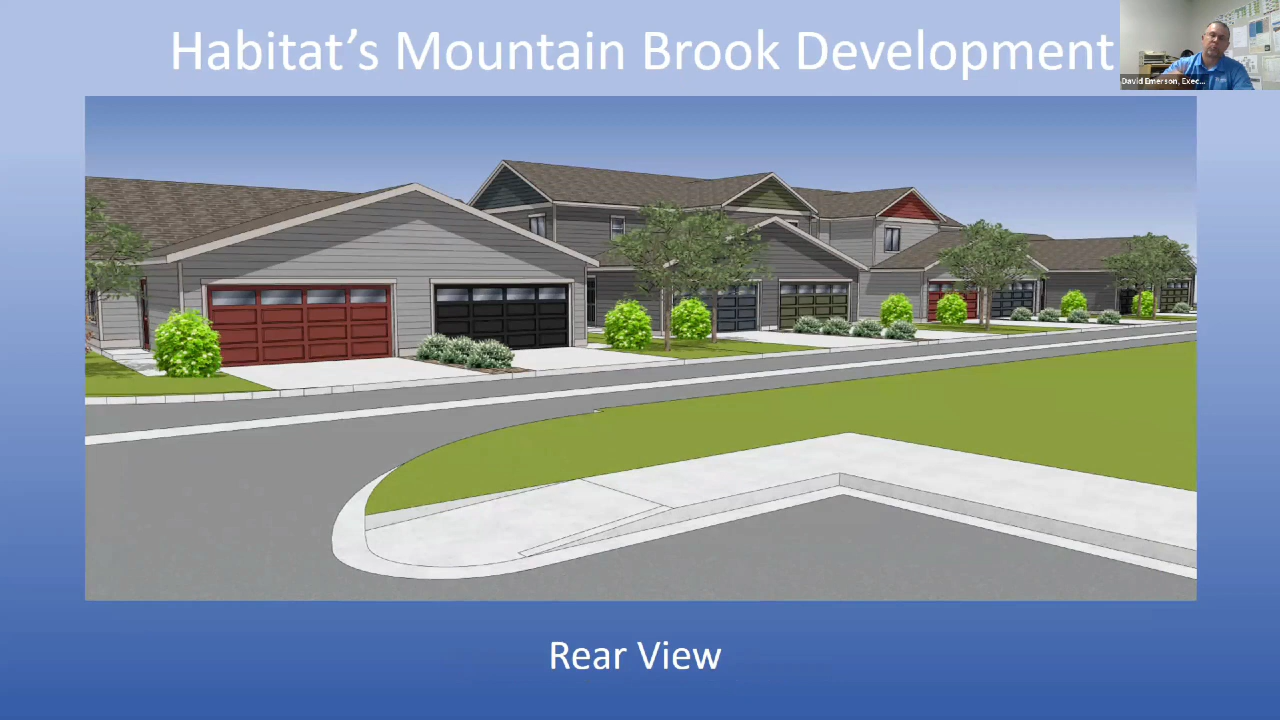 Habitat’s Mountain Brook Development
David Emerson, Exec...
Rear View